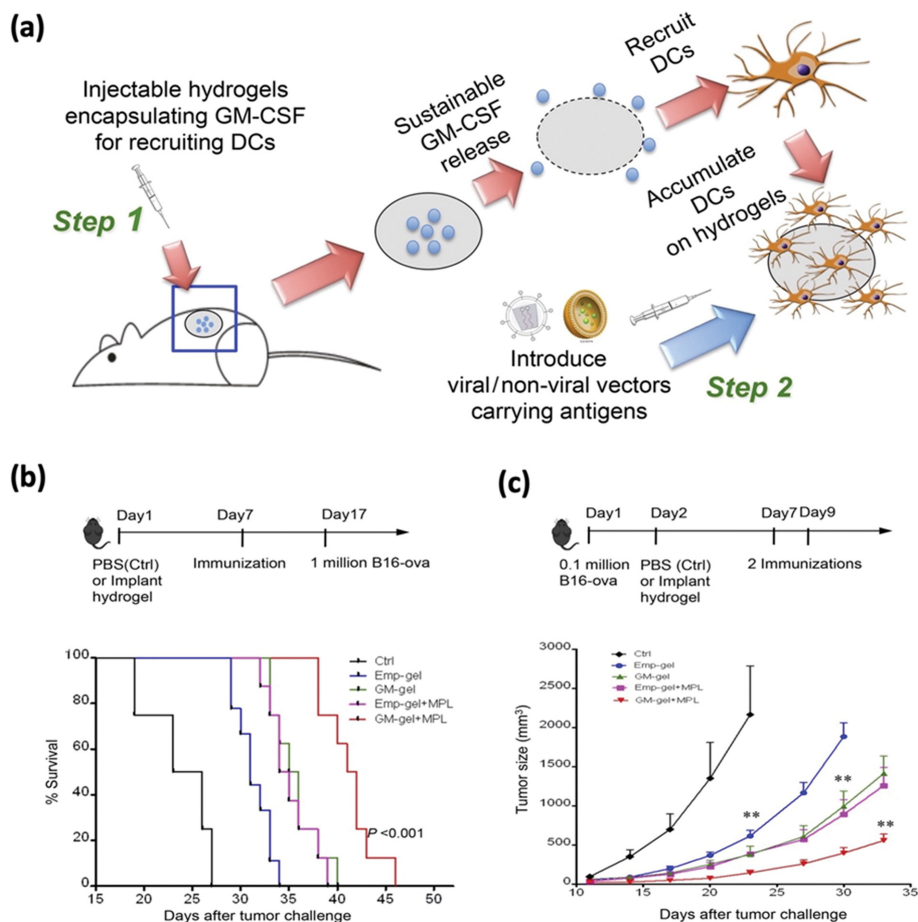 (a)
Injectable hydrogels
encapsulating GM-CSF
for recruiting DCs
Step 1
Sustainable
GM-CSF
release
Recruit
DCs
Accumulate
DCs
on hydrogels
Introduce
viral/non-viral vectors
carrying antigens
Step 2
(b)
Day1
Day7
Day17
PBS(Ctrl)
or Implant
hydrogel
Immunization
1 million B16-ova
% Survival
100
80
60
40
20
0
Ctrl
Emp-gel
GM-gel
Emp-gel+MPL
GM-gel+MPL
P <0.001
15 20 25 30 35 40 45 50
Days after tumor challenge
(c)
Day1
Day2
Day7
Day9
0.1 million
B16-ova
PBS (Ctrl)
or Implant
hydrogel
2 Immunizations
Tumor size (mm³)
3000
2500
2000
1500
1000
500
0
Ctrl
Emp-gel
GM-gel
Emp-gel+MPL
GM-gel+MPL
**
**
**
10 15 20 25 30 35
Days after tumor challenge